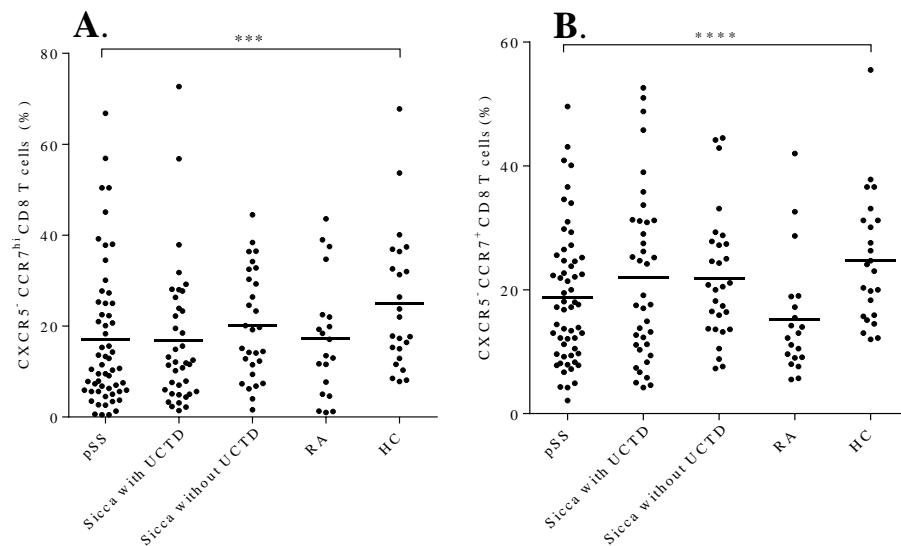 A.
***
CXCR5⁻ CCR7ʰⁱ CD8 T cells (%)
80
60
40
20
0
pSS
Sicca with UCTD
Sicca without UCTD
RA
HC
B.
****
CXCR5⁻ CCR7⁺ CD8 T cells (%)
60
40
20
0
pSS
Sicca with UCTD
Sicca without UCTD
RA
HC